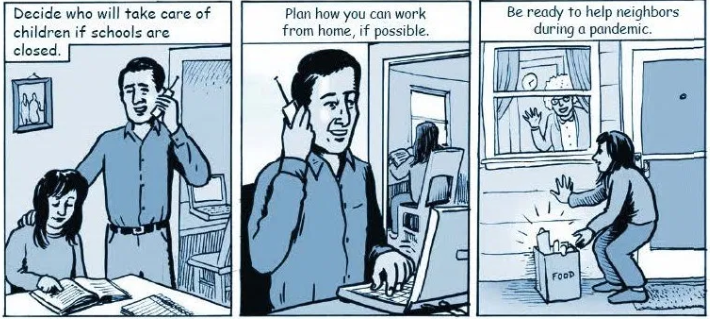 Decide who will take care of
children if schools are
closed.
Plan how you can work
from home, if possible.
Be ready to help neighbors
during a pandemic.
FOOD